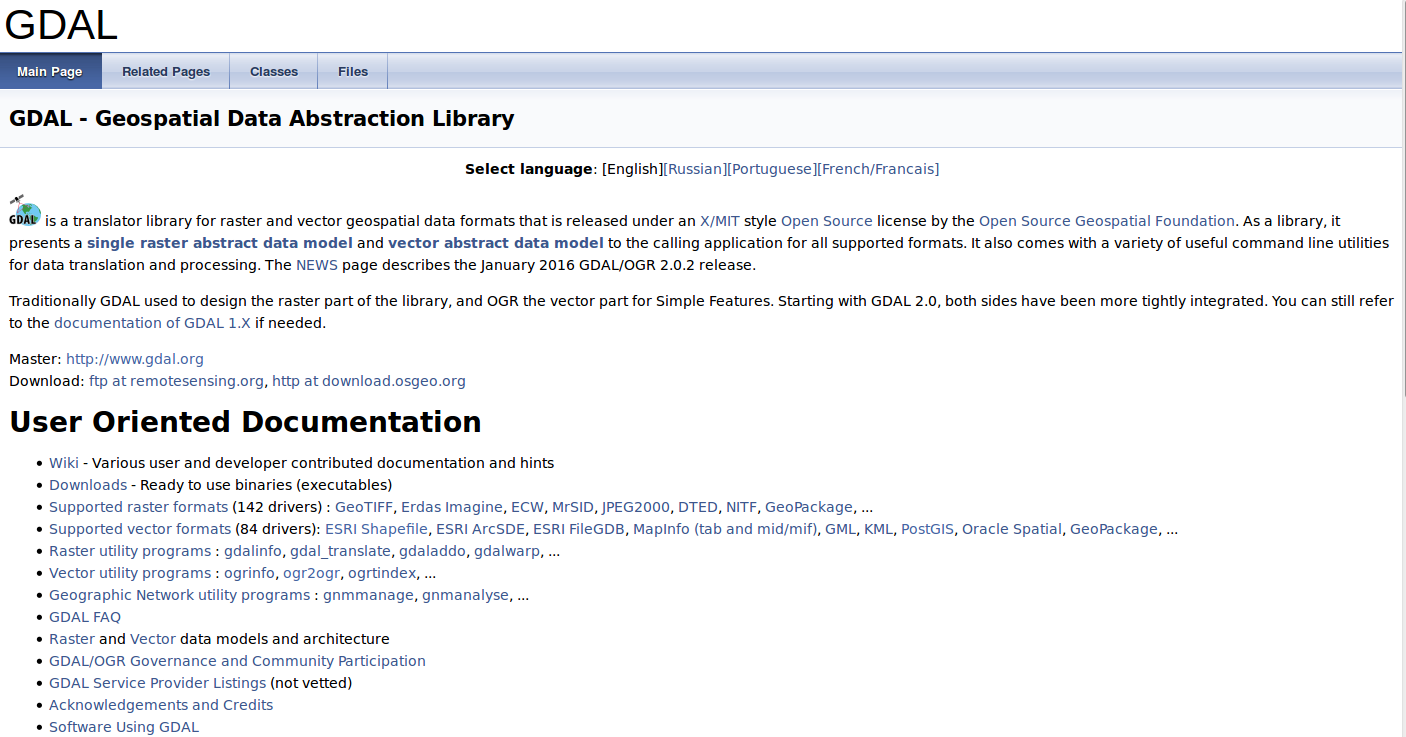 GDAL
Main Page Related Pages Classes Files
GDAL - Geospatial Data Abstraction Library
Select language: [English][Russian][Portuguese][French/Francais]
GDAL is a translator library for raster and vector geospatial data formats that is released under an X/MIT style Open Source license by the Open Source Geospatial Foundation. As a library, it
presents a single raster abstract data model and vector abstract data model to the calling application for all supported formats. It also comes with a variety of useful command line utilities
for data translation and processing. The NEWS page describes the January 2016 GDAL/OGR 2.0.2 release.
Traditionally GDAL used to design the raster part of the library, and OGR the vector part for Simple Features. Starting with GDAL 2.0, both sides have been more tightly integrated. You can still refer
to the documentation of GDAL 1.X if needed.
Master: http://www.gdal.org
Download: ftp at remotesensing.org, http at download.osgeo.org
User Oriented Documentation
• Wiki - Various user and developer contributed documentation and hints
• Downloads - Ready to use binaries (executables)
• Supported raster formats (142 drivers) : GeoTIFF, Erdas Imagine, ECW, MrSID, JPEG2000, DTED, NITF, GeoPackage, ...
• Supported vector formats (84 drivers): ESRI Shapefile, ESRI ArcSDE, ESRI FileGDB, MapInfo (tab and mid/mif), GML, KML, PostGIS, Oracle Spatial, GeoPackage, ...
• Raster utility programs : gdalinfo, gdal_translate, gdaladdo, gdalwarp, ...
• Vector utility programs : ogrinfo, ogr2ogr, ogrtindex, ...
• Geographic Network utility programs : gnmmanage, gnmanalyse, ...
• GDAL FAQ
• Raster and Vector data models and architecture
• GDAL/OGR Governance and Community Participation
• GDAL Service Provider Listings (not vetted)
• Acknowledgements and Credits
• Software Using GDAL